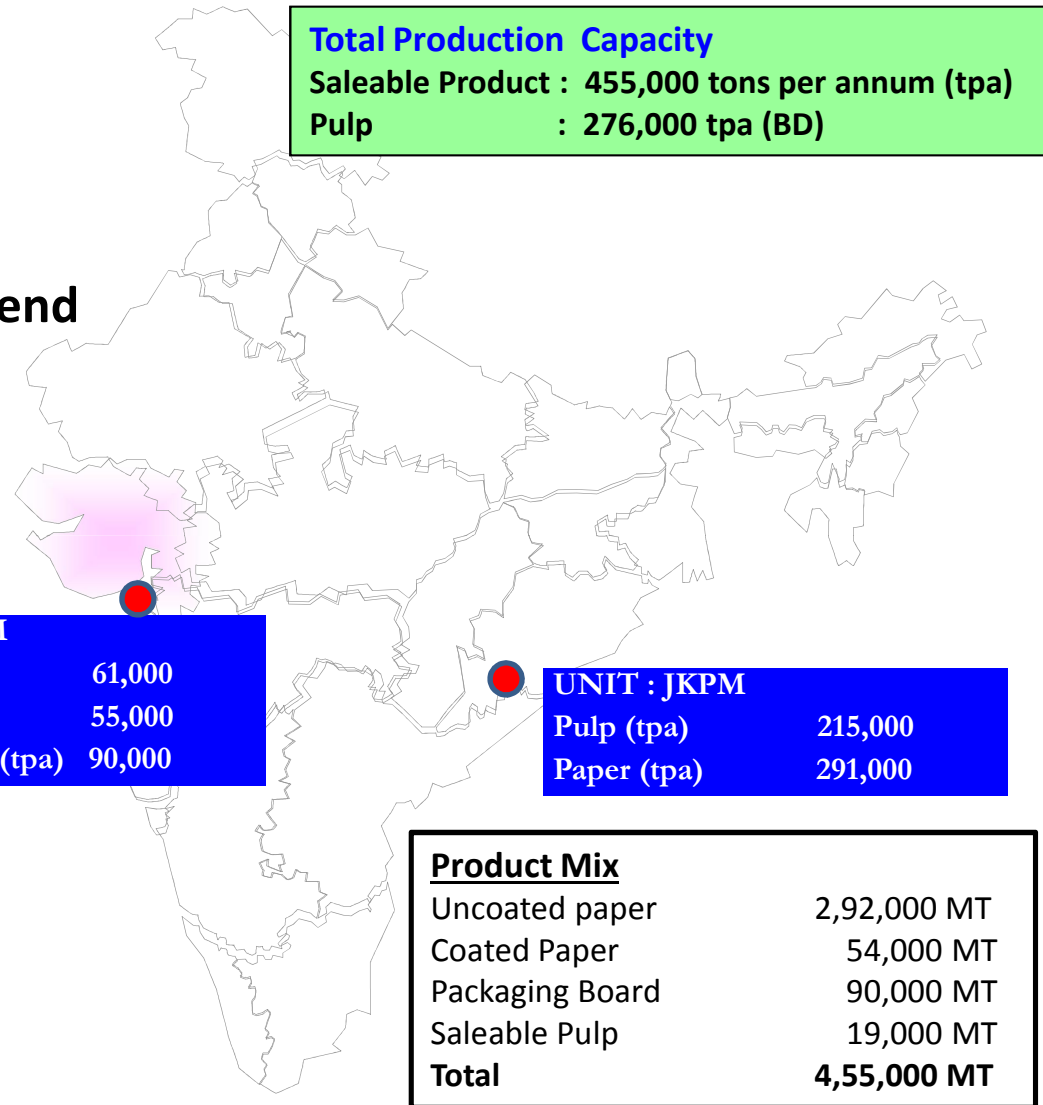 Total Production Capacity
Saleable Product : 455,000 tons per annum (tpa)
Pulp : 276,000 tpa (BD)
end
61,000
55,000
(tpa) 90,000
UNIT : JKPM
Pulp (tpa) 215,000
Paper (tpa) 291,000
Product Mix
Uncoated paper 2,92,000 MT
Coated Paper 54,000 MT
Packaging Board 90,000 MT
Saleable Pulp 19,000 MT
Total 4,55,000 MT